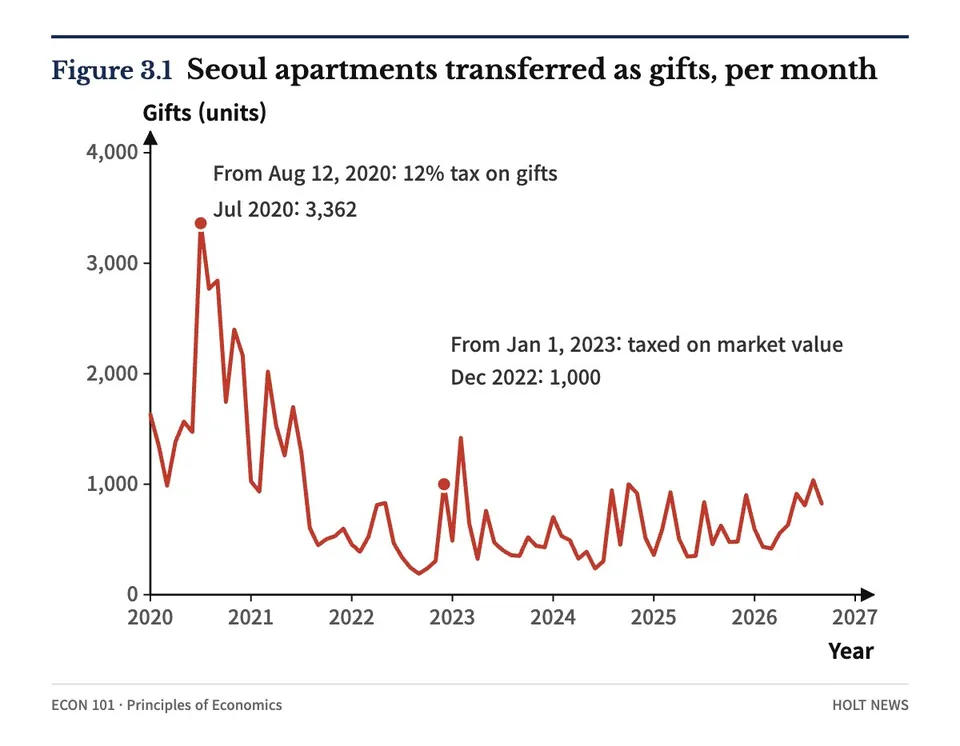 Figure 3.1 Seoul apartments transferred as gifts, per month
Gifts (units)
4,000
From Aug 12, 2020: 12% tax on gifts
Jul 2020: 3,362
3,000
From Jan 1, 2023: taxed on market value
2,000
Dec 2022: 1,000
1,000
0
2020 2021 2022 2023 2024 2025 2026 2027
Year
ECON 101 · Principles of Economics
HOLT NEWS